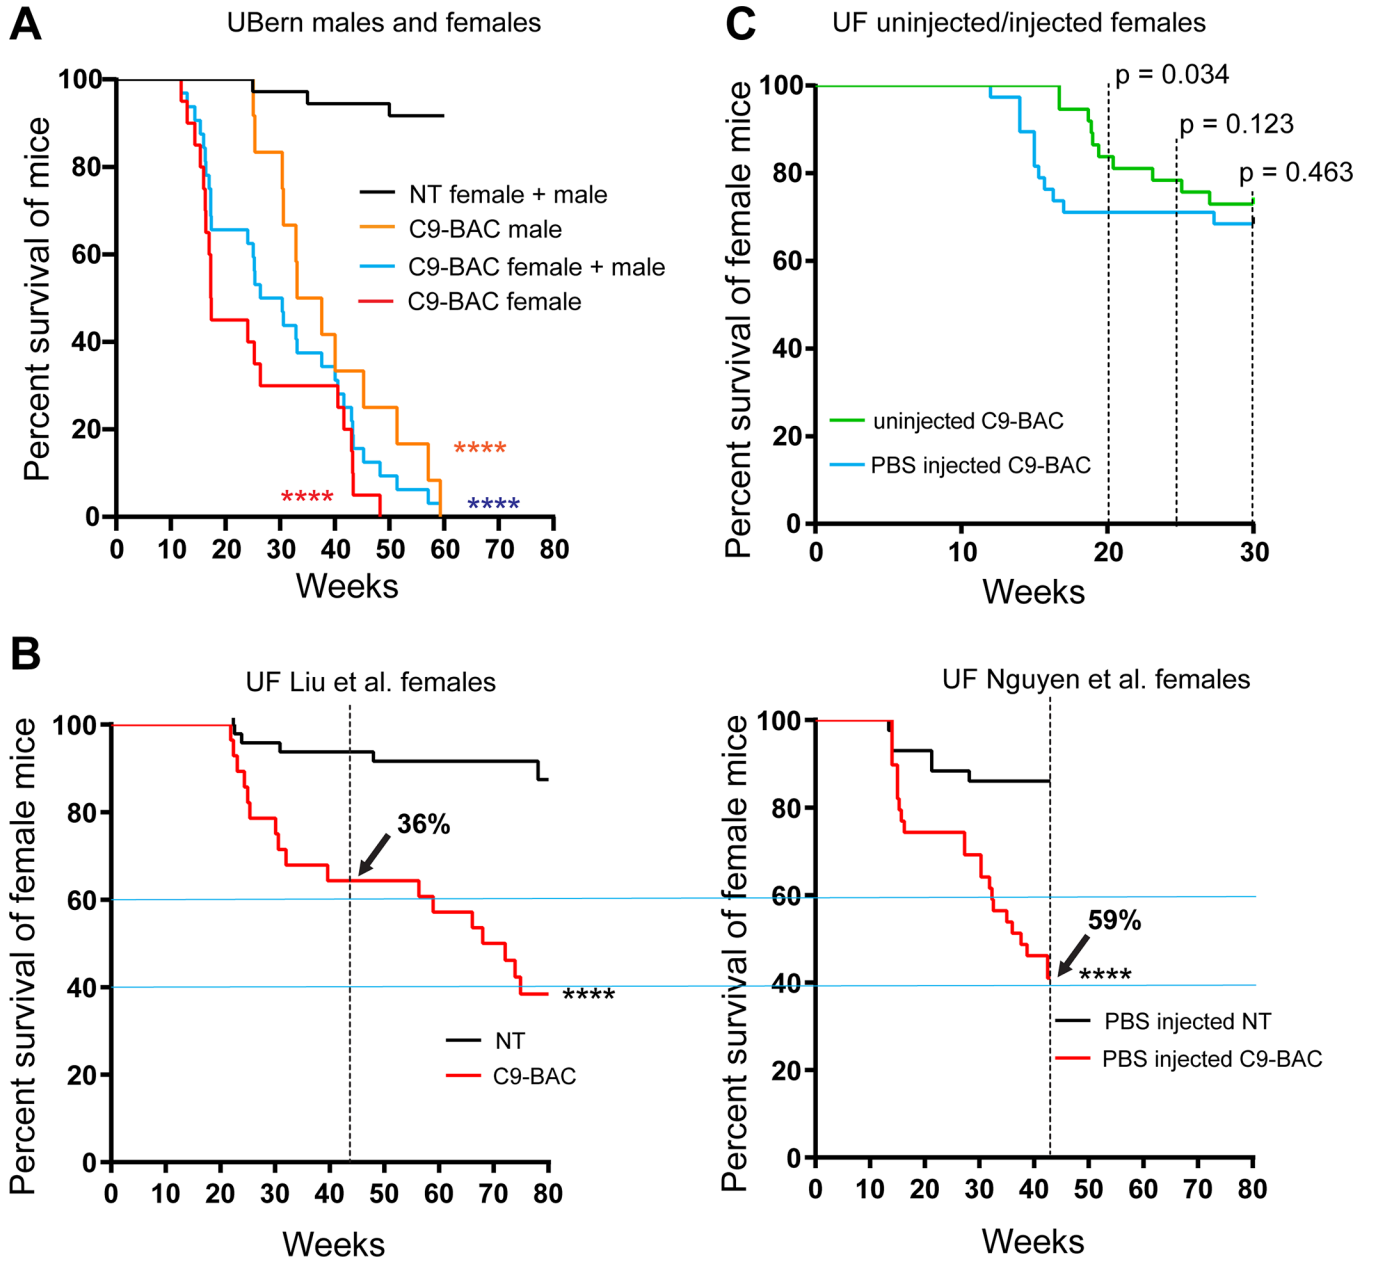 A
UBern males and females
Percent survival of mice
100
80
60
40
20
0
0 10 20 30 40 50 60 70 80
Weeks
NT female + male
C9-BAC male
C9-BAC female + male
C9-BAC female
****
****
****
C
UF uninjected/injected females
Percent survival of female mice
100
80
60
40
20
0
0 10 20 30
Weeks
p = 0.034
p = 0.123
p = 0.463
uninjected C9-BAC
PBS injected C9-BAC
B
UF Liu et al. females
Percent survival of female mice
100
80
60
40
20
0
0 10 20 30 40 50 60 70 80
Weeks
36%
****
NT
C9-BAC
UF Nguyen et al. females
Percent survival of female mice
100
80
60
40
20
0
0 10 20 30 40 50 60 70 80
Weeks
59%
****
PBS injected NT
PBS injected C9-BAC